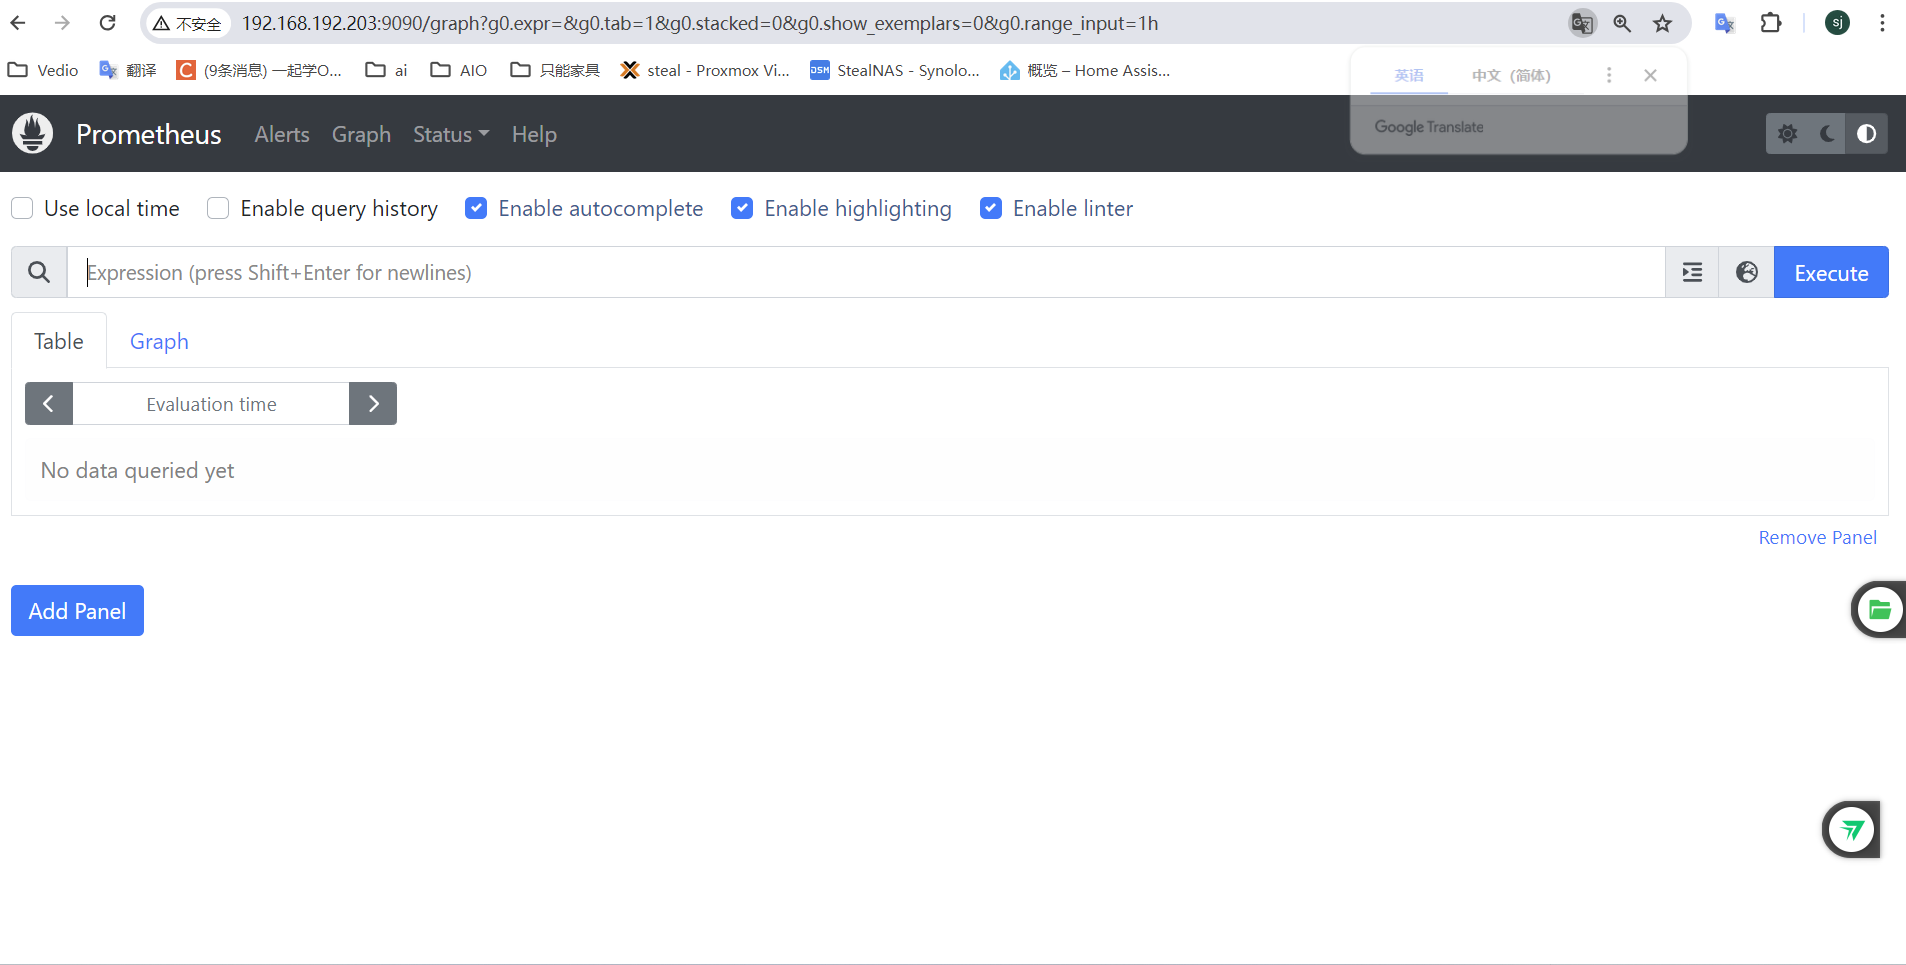 不安全 192.168.192.203:9090/graph?g0.expr=&g0.tab=1&g0.stacked=0&g0.show_exemplars=0&g0.range_input=1h sj
Vedio 翻译 (9条消息) 一起学O... ai AIO 只能家具 steal - Proxmox Vi... DSM StealNAS - Synolo... 概览 – Home Assis...
英语 中文 (简体)
Google Translate
Prometheus Alerts Graph Status Help
Use local time Enable query history Enable autocomplete Enable highlighting Enable linter
Expression (press Shift+Enter for newlines) Execute
Table Graph
Evaluation time
No data queried yet
Remove Panel
Add Panel